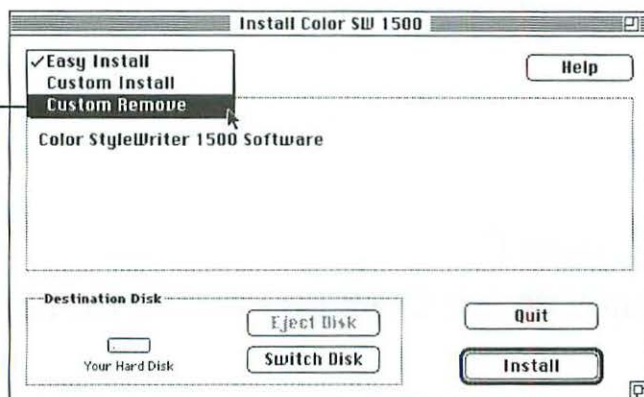 Install Color SW 1500
✓Easy Install
Custom Install
Custom Remove
Help
Color StyleWriter 1500 Software
Destination Disk
Eject Disk
Your Hard Disk
Switch Disk
Quit
Install